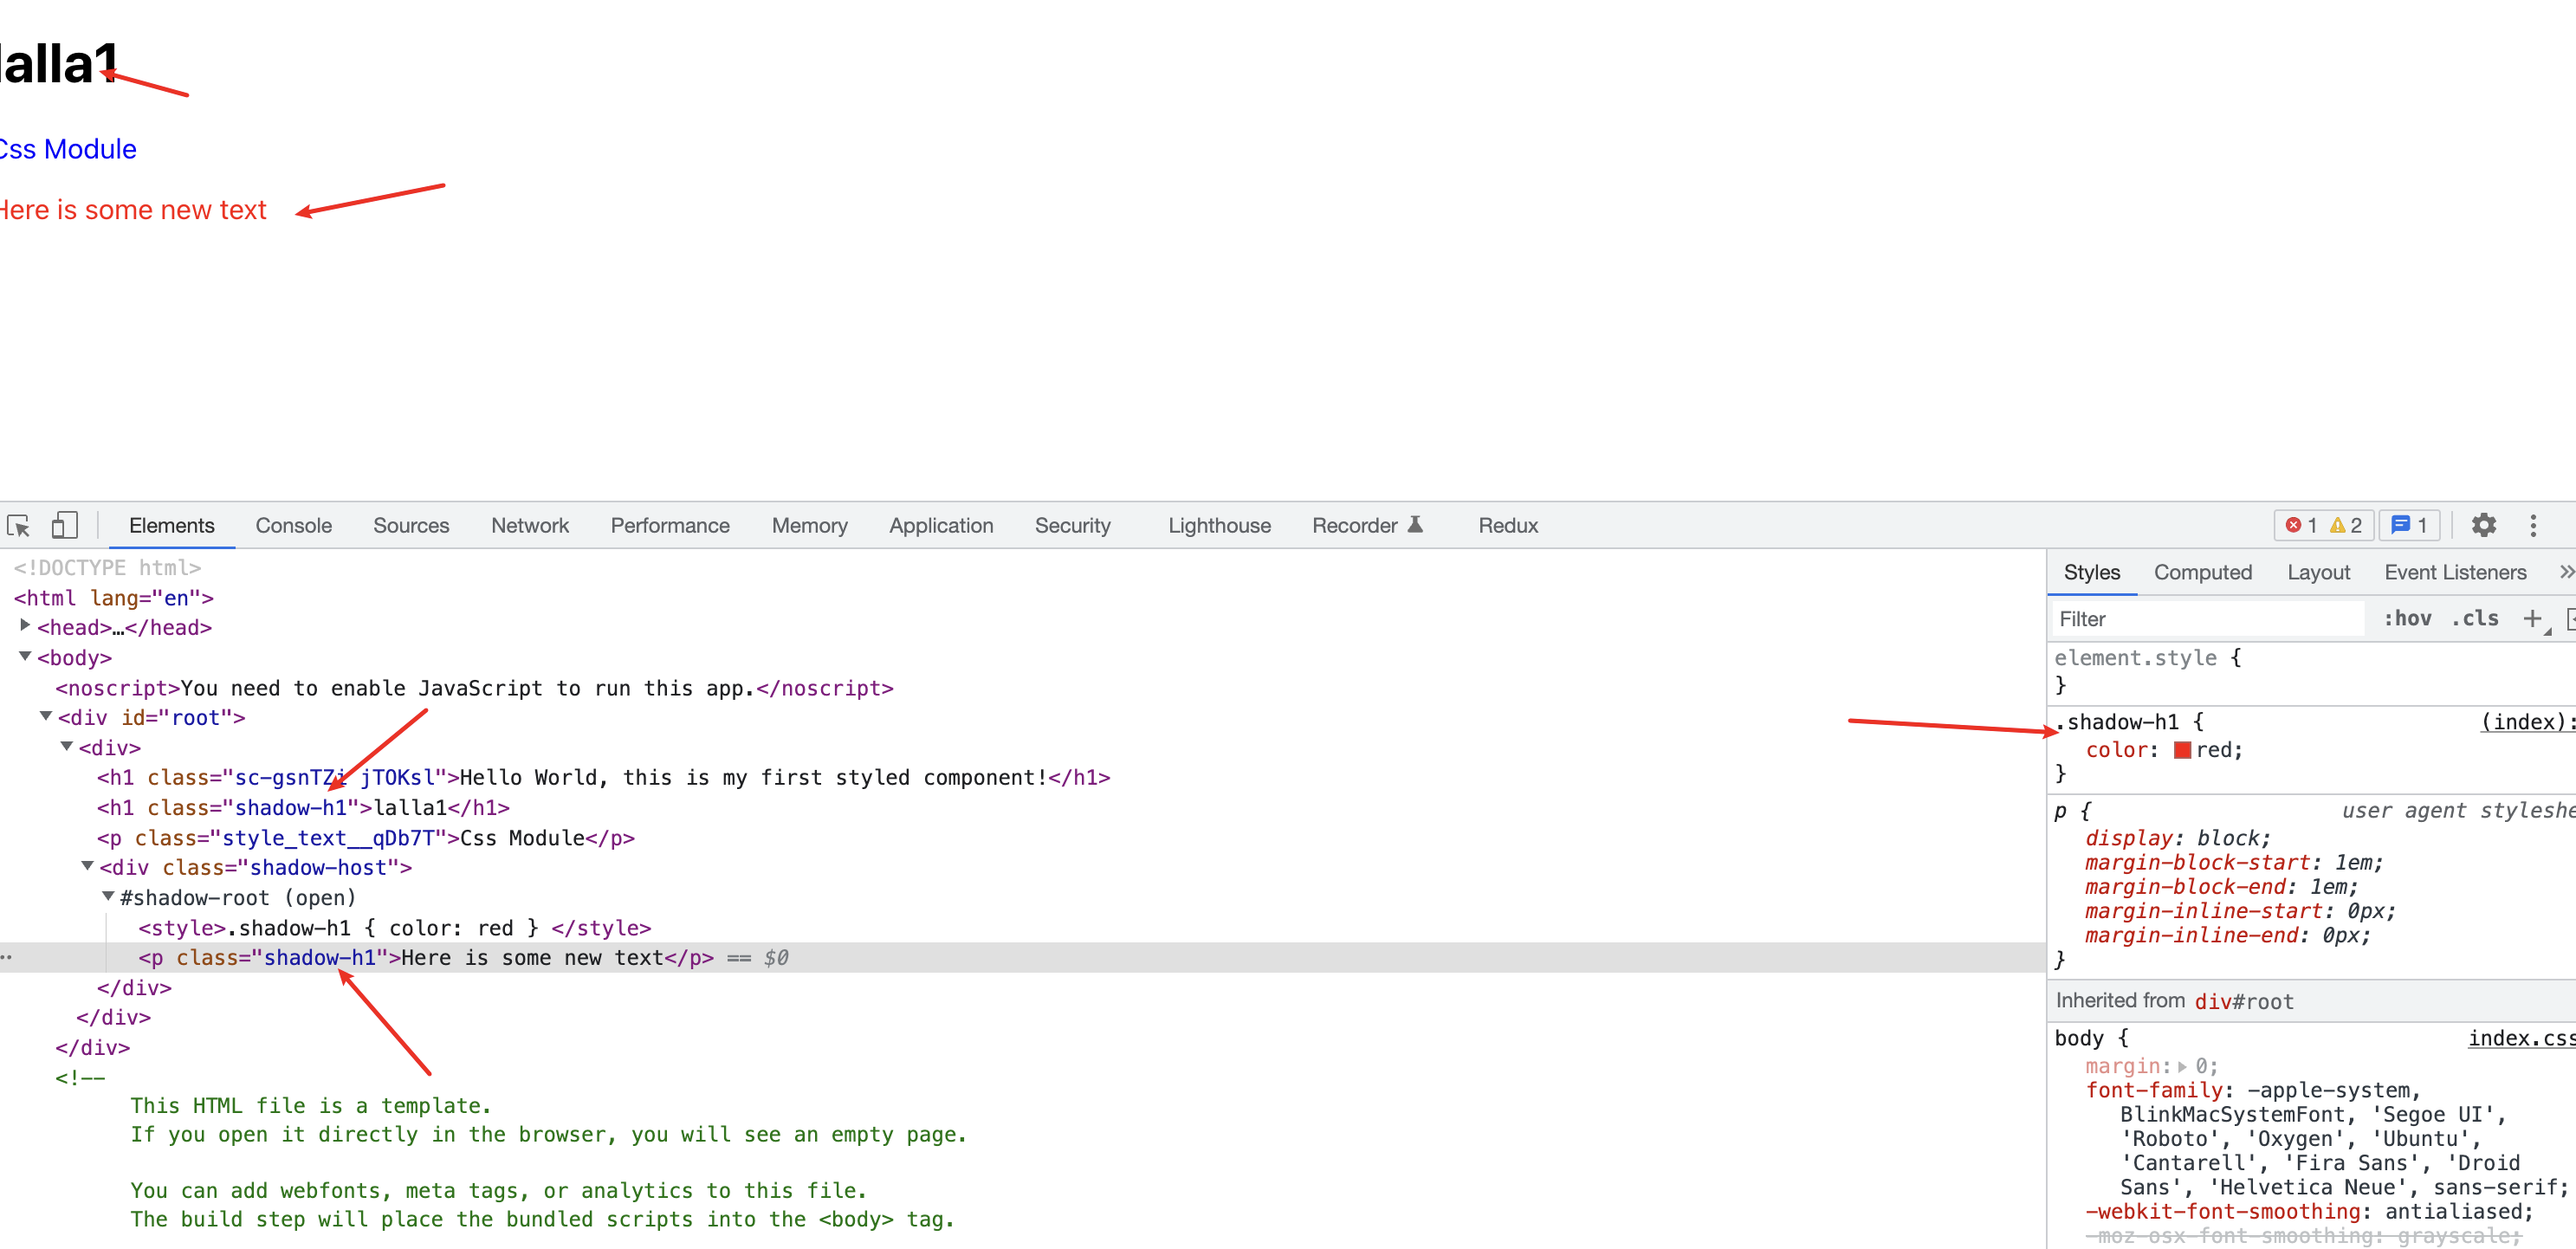 lalla1
Css Module
Here is some new text
Elements Console Sources Network Performance Memory Application Security Lighthouse Recorder Redux 1 2 1
<!DOCTYPE html>
<html lang="en">
<head>…</head>
<body>
<noscript>You need to enable JavaScript to run this app.</noscript>
<div id="root">
<div>
<h1 class="sc-gsnTZi jTOKsl">Hello World, this is my first styled component!</h1>
<h1 class="shadow-h1">lalla1</h1>
<p class="style_text__qDb7T">Css Module</p>
<div class="shadow-host">
#shadow-root (open)
<style>.shadow-h1 { color: red } </style>
<p class="shadow-h1">Here is some new text</p> == $0
</div>
</div>
</div>
<!--
This HTML file is a template.
If you open it directly in the browser, you will see an empty page.
You can add webfonts, meta tags, or analytics to this file.
The build step will place the bundled scripts into the <body> tag.
Styles Computed Layout Event Listeners »
Filter :hov .cls +
element.style {
}
.shadow-h1 { (index):
color: red;
}
p { user agent styleshe
display: block;
margin-block-start: 1em;
margin-block-end: 1em;
margin-inline-start: 0px;
margin-inline-end: 0px;
}
Inherited from div#root
body { index.css
margin: 0;
font-family: -apple-system,
BlinkMacSystemFont, 'Segoe UI',
'Roboto', 'Oxygen', 'Ubuntu',
'Cantarell', 'Fira Sans', 'Droid
Sans', 'Helvetica Neue', sans-serif;
-webkit-font-smoothing: antialiased;
-moz-osx-font-smoothing: grayscale;